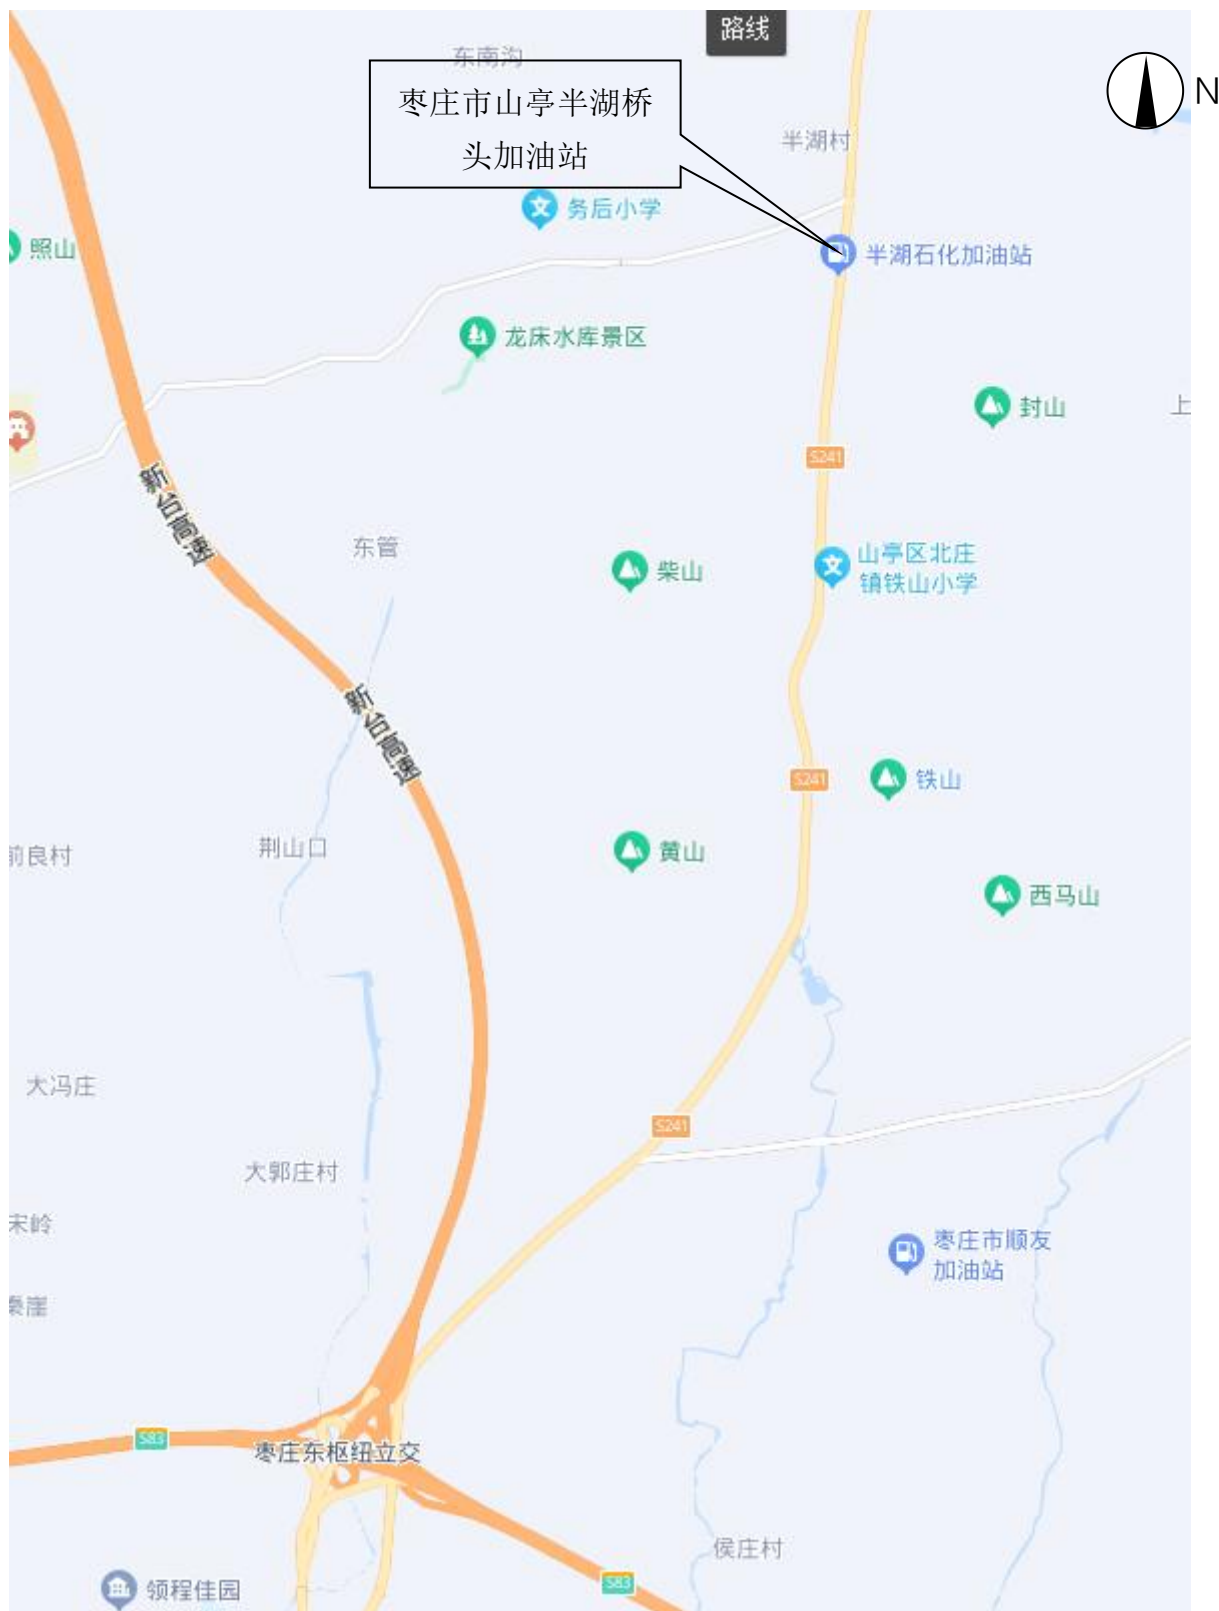 路线
东南沟
枣庄市山亭半湖桥
头加油站
N
半湖村
务后小学
照山
半湖石化加油站
龙床水库景区
封山
上
S241
新台高速
东管
柴山
山亭区北庄
镇铁山小学
新台高速
S241
铁山
荆山口
前良村
黄山
西马山
大冯庄
S241
大郭庄村
宋岭
枣庄市顺友
加油站
秦崖
S83
枣庄东枢纽立交
侯庄村
S83
领程佳园